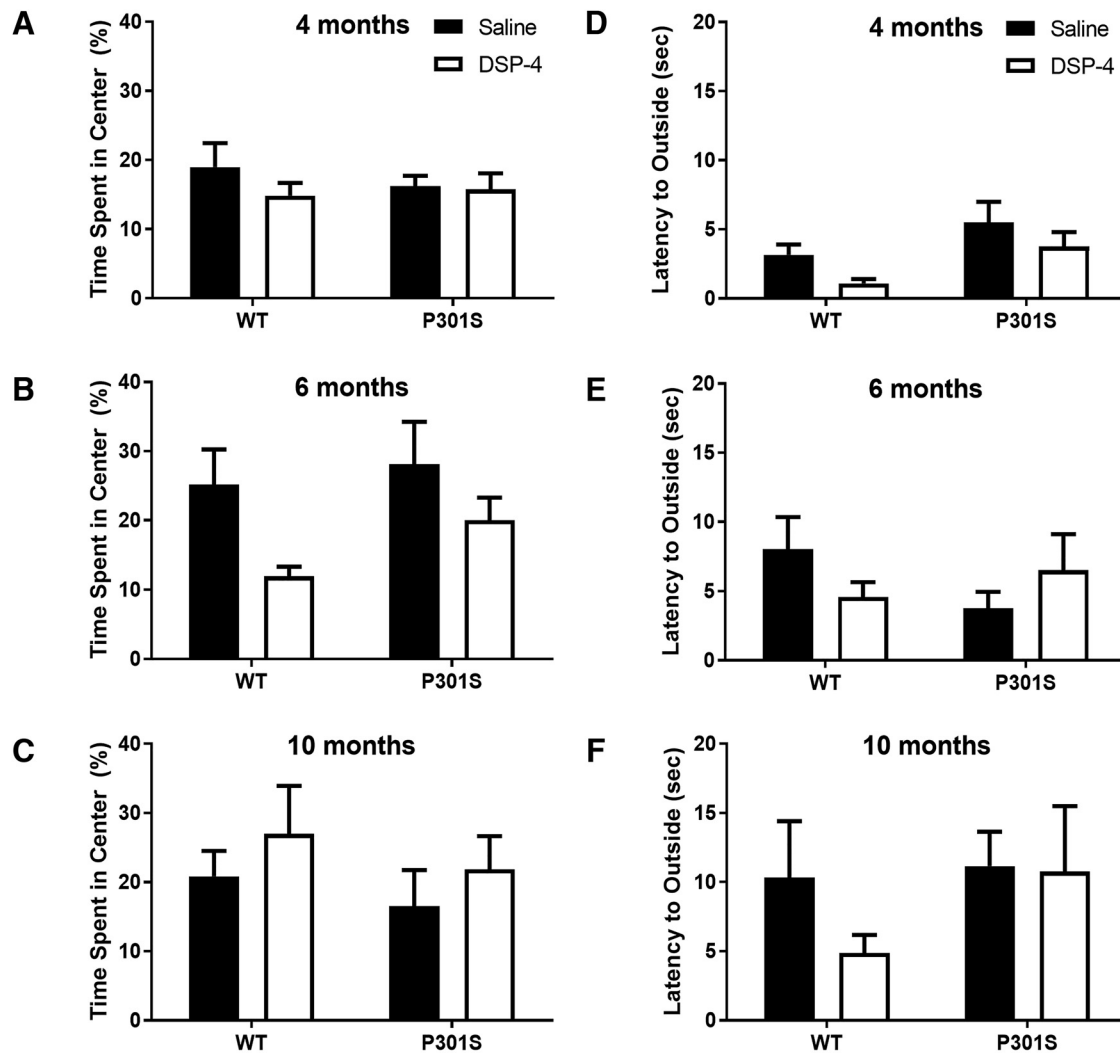 A
4 months
Saline
DSP-4
Time Spent in Center (%)
40
30
20
10
0
WT
P301S
D
4 months
Saline
DSP-4
Latency to Outside (sec)
20
15
10
5
0
WT
P301S
B
6 months
Time Spent in Center (%)
40
30
20
10
0
WT
P301S
E
6 months
Latency to Outside (sec)
20
15
10
5
0
WT
P301S
C
10 months
Time Spent in Center (%)
40
30
20
10
0
WT
P301S
F
10 months
Latency to Outside (sec)
20
15
10
5
0
WT
P301S